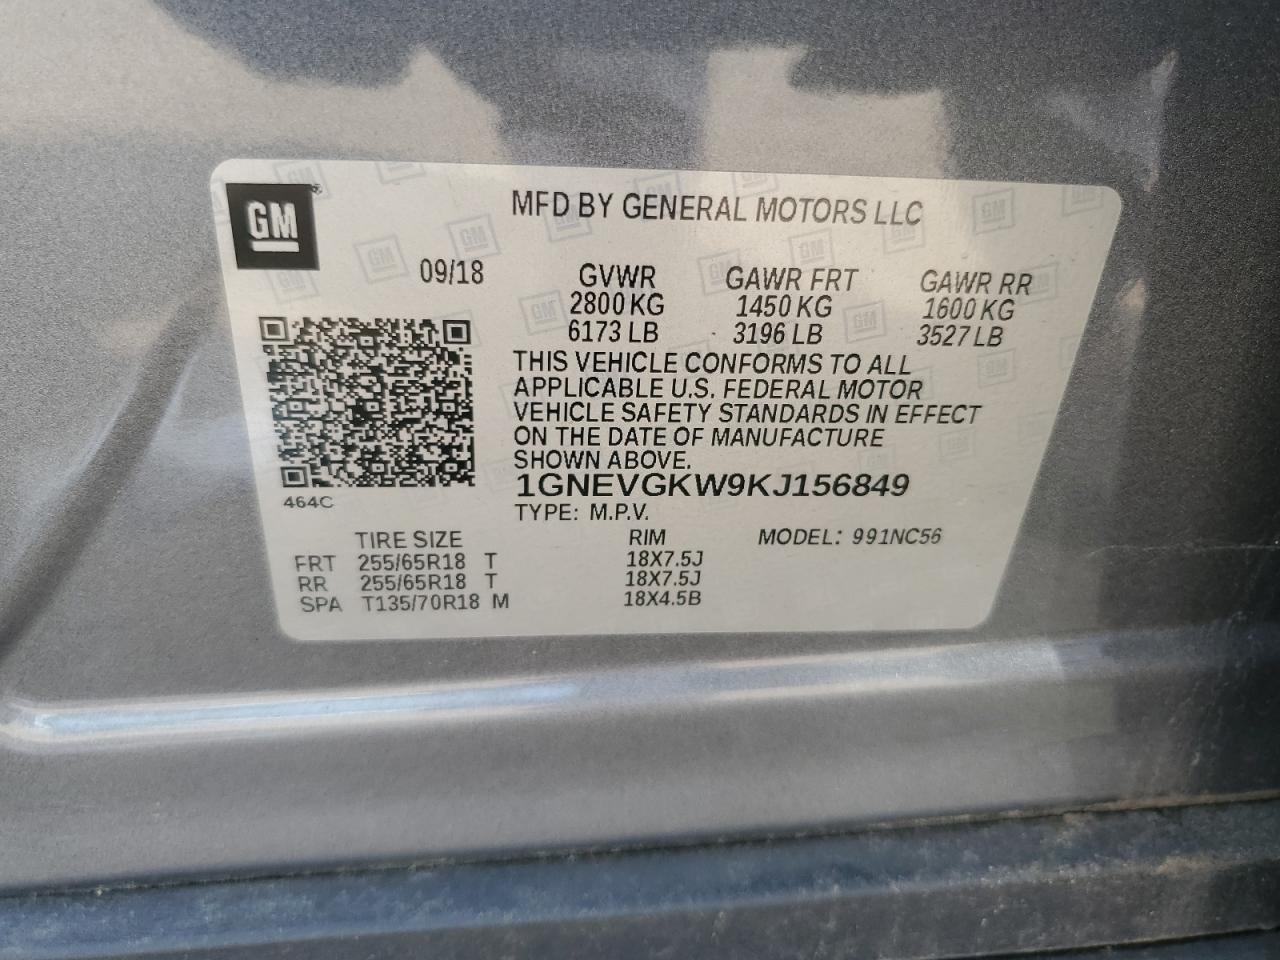 GM
MFD BY GENERAL MOTORS LLC
09/18 GVWR GAWR FRT GAWR RR
2800 KG 1450 KG 1600 KG
6173 LB 3196 LB 3527 LB
THIS VEHICLE CONFORMS TO ALL
APPLICABLE U.S. FEDERAL MOTOR
VEHICLE SAFETY STANDARDS IN EFFECT
ON THE DATE OF MANUFACTURE
SHOWN ABOVE.
1GNEVGKW9KJ156849
464C
TYPE: M.P.V.
TIRE SIZE RIM MODEL: 991NC56
FRT 255/65R18 T 18X7.5J
RR 255/65R18 T 18X7.5J
SPA T135/70R18 M 18X4.5B